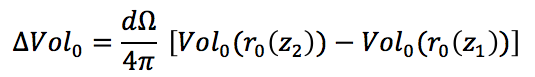 ΔVol₀ = dΩ/4π [Vol₀(r₀(z₂)) − Vol₀(r₀(z₁))]